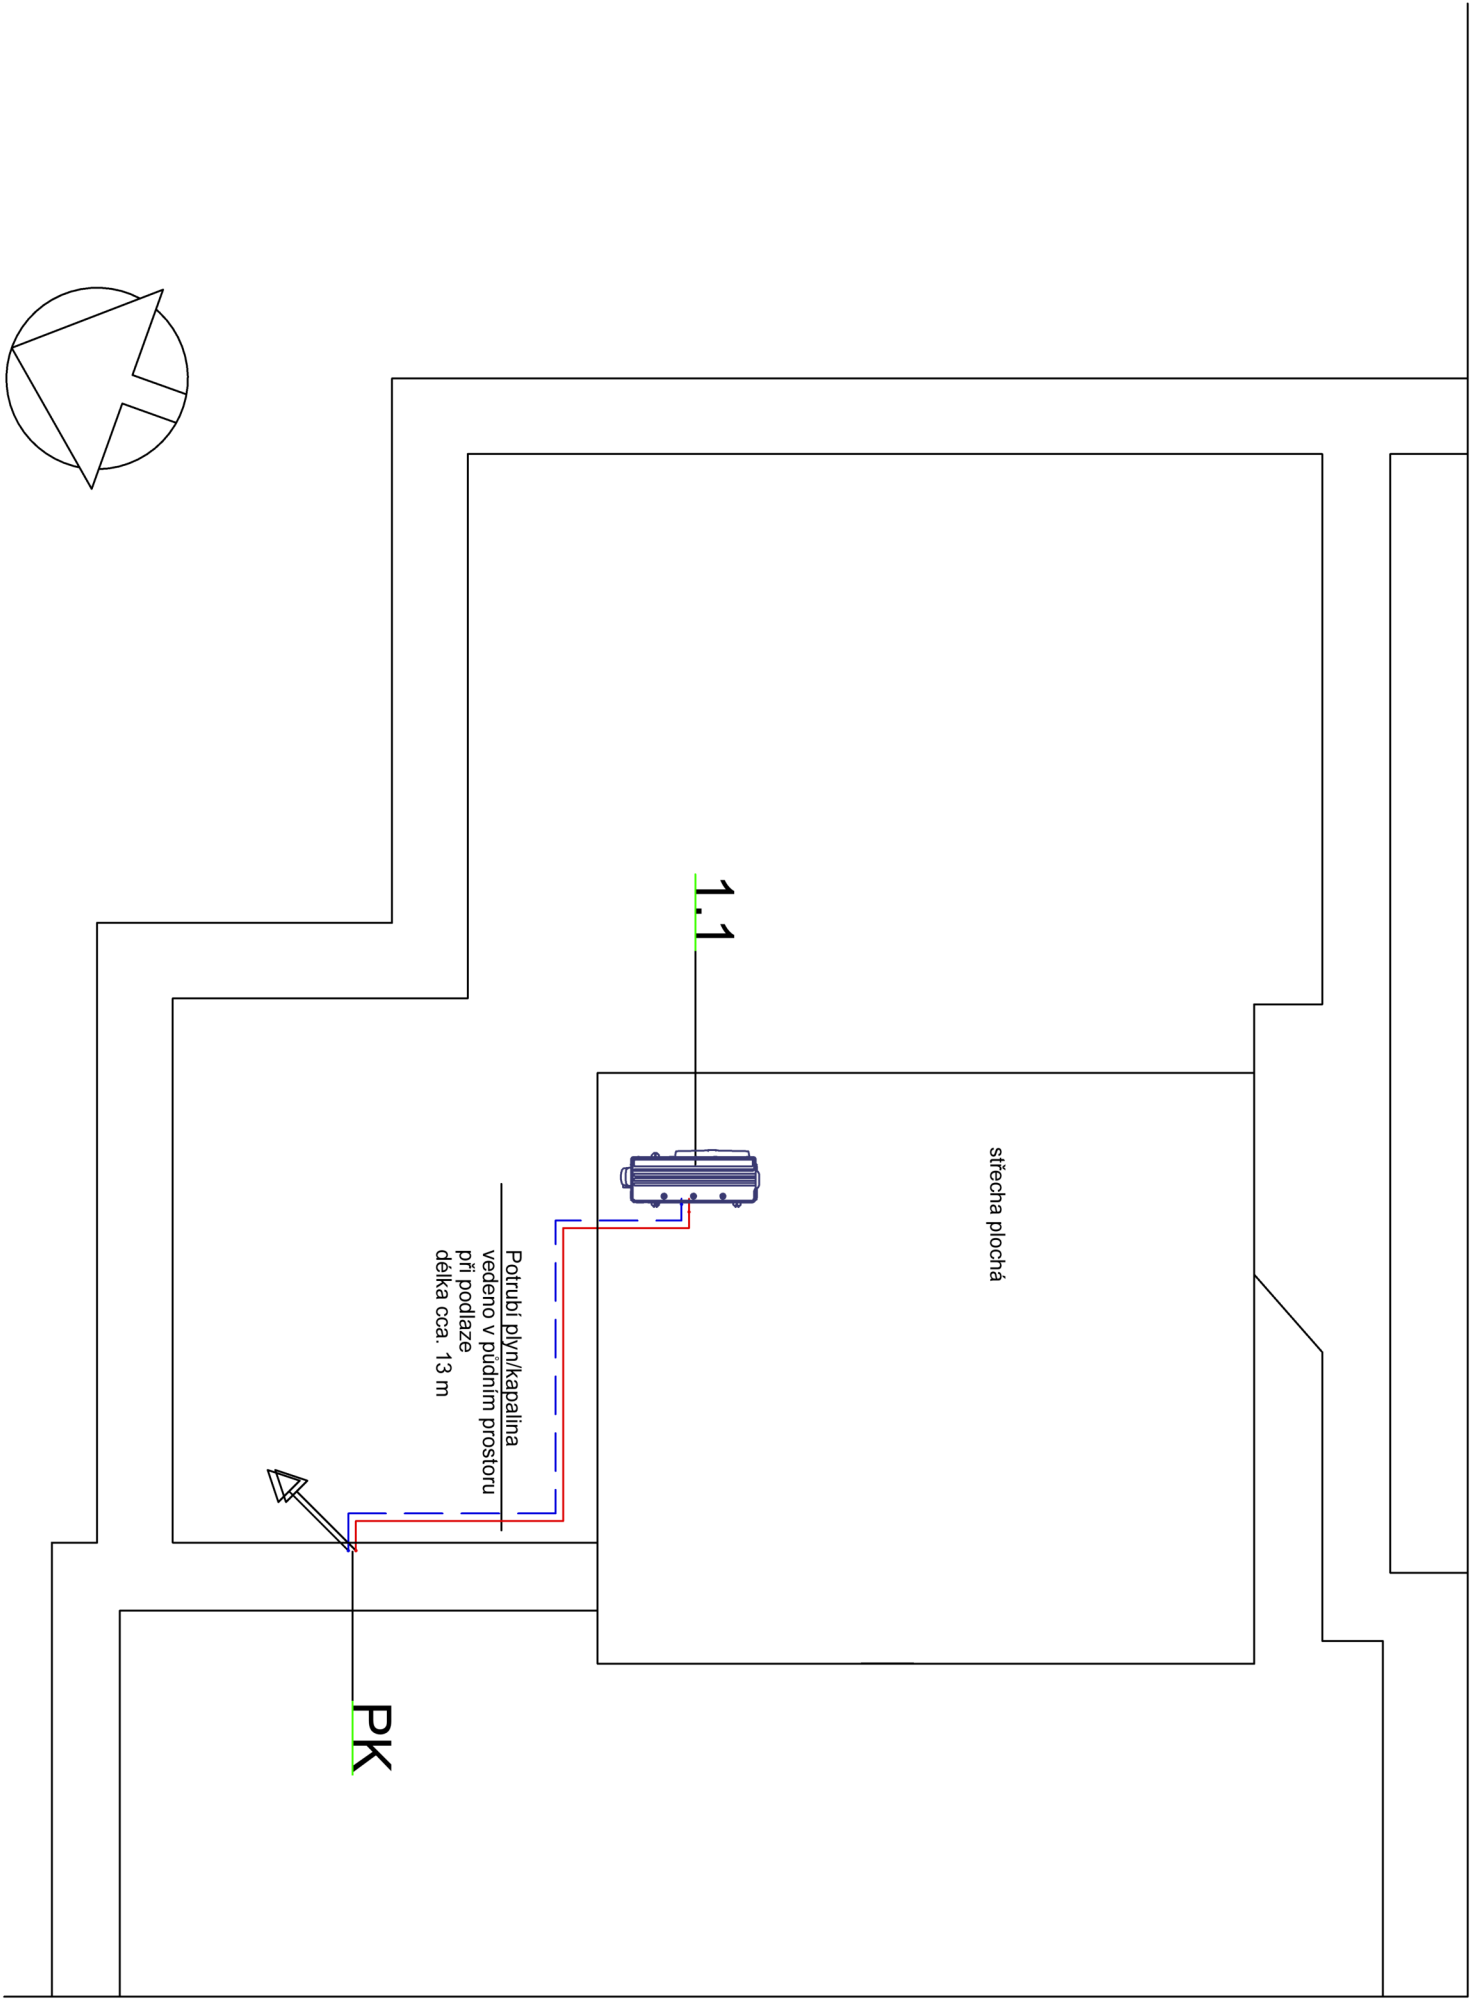 1.1
střecha plochá
Potrubí plyn/kapalina
vedeno v půdním prostoru
při podlaze
délka cca. 13 m
PK